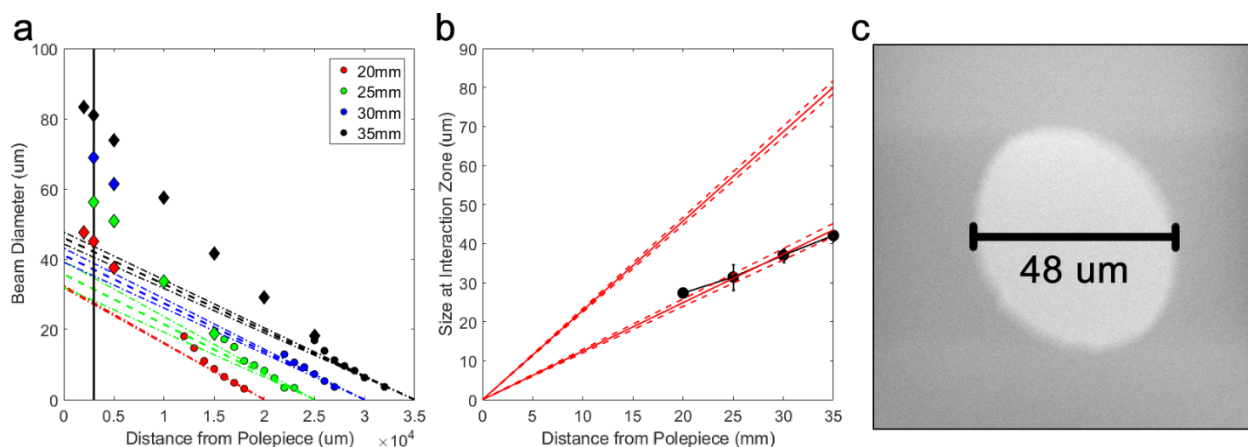 a
b
c
Beam Diameter (um)
100
80
60
40
20
0
20mm
25mm
30mm
35mm
0 0.5 1 1.5 2 2.5 3 3.5
Distance from Polepiece (um) × 10⁴
Size at Interaction Zone (um)
90
80
70
60
50
40
30
20
10
0
0 5 10 15 20 25 30 35
Distance from Polepiece (mm)
48 um